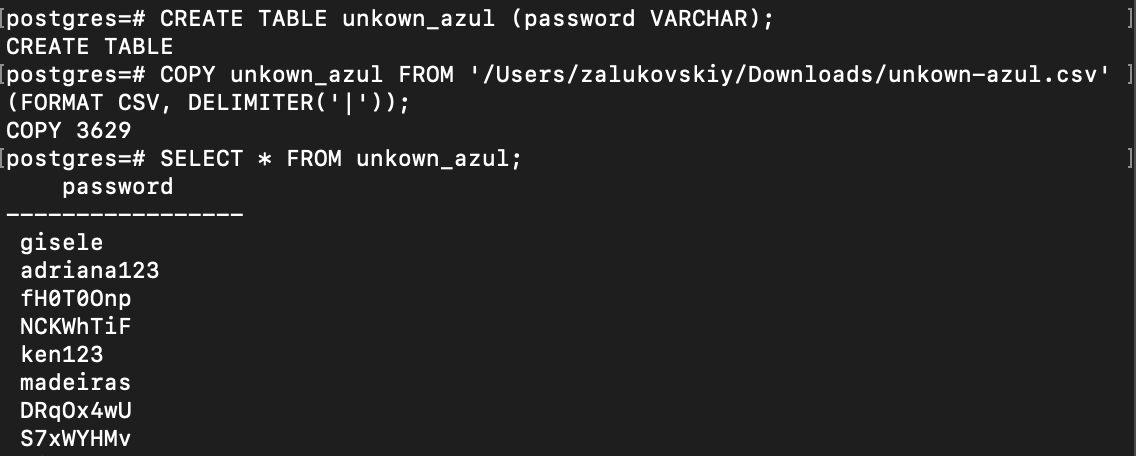 [postgres=# CREATE TABLE unkown_azul (password VARCHAR); ]
CREATE TABLE
[postgres=# COPY unkown_azul FROM '/Users/zalukovskiy/Downloads/unkown-azul.csv' ]
(FORMAT CSV, DELIMITER('|'));
COPY 3629
[postgres=# SELECT * FROM unkown_azul; ]
password
-----------------
gisele
adriana123
fH0T0Onp
NCKWhTiF
ken123
madeiras
DRqOx4wU
S7xWYHMv